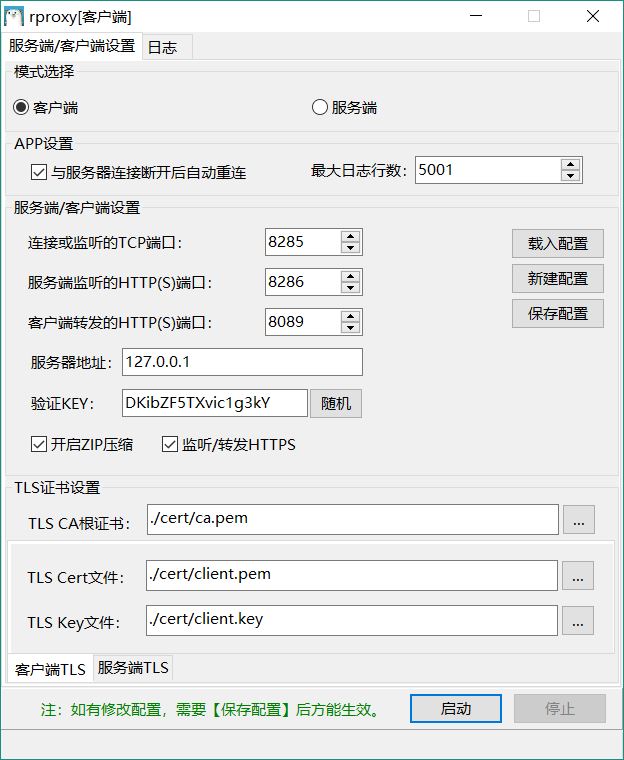 rproxy[客户端]
服务端/客户端设置 日志
模式选择
客户端 服务端
APP设置
与服务器连接断开后自动重连 最大日志行数： 5001
服务端/客户端设置
连接或监听的TCP端口： 8285 载入配置
服务端监听的HTTP(S)端口： 8286 新建配置
客户端转发的HTTP(S)端口： 8089 保存配置
服务器地址： 127.0.0.1
验证KEY： DKibZF5TXvic1g3kY 随机
开启ZIP压缩 监听/转发HTTPS
TLS证书设置
TLS CA根证书： ./cert/ca.pem ...
TLS Cert文件： ./cert/client.pem ...
TLS Key文件： ./cert/client.key ...
客户端TLS 服务端TLS
注：如有修改配置，需要【保存配置】后方能生效。 启动 停止